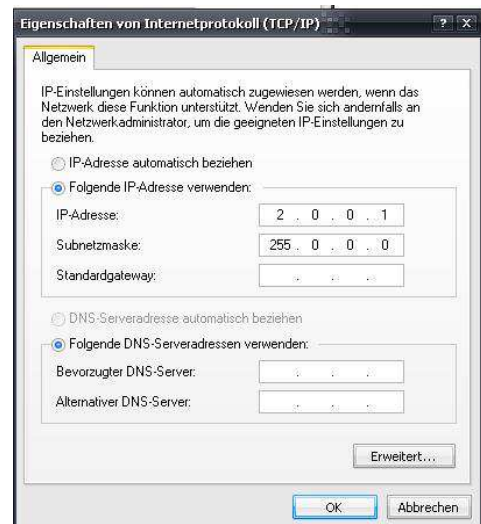 Eigenschaften von Internetprotokoll (TCP/IP)
Allgemein
IP-Einstellungen können automatisch zugewiesen werden, wenn das
Netzwerk diese Funktion unterstützt. Wenden Sie sich andernfalls an
den Netzwerkadministrator, um die geeigneten IP-Einstellungen zu
beziehen.
IP-Adresse automatisch beziehen
Folgende IP-Adresse verwenden:
IP-Adresse: 2 . 0 . 0 . 1
Subnetzmaske: 255 . 0 . 0 . 0
Standardgateway: . . .
DNS-Serveradresse automatisch beziehen
Folgende DNS-Serveradressen verwenden:
Bevorzugter DNS-Server: . . .
Alternativer DNS-Server: . . .
Erweitert...
OK Abbrechen